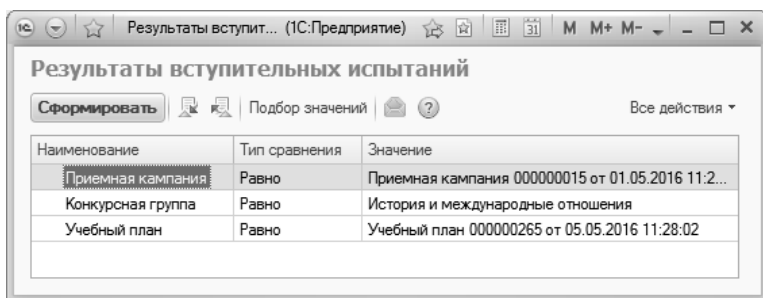 Результаты вступит... (1С:Предприятие) 31 M M+ M-
Результаты вступительных испытаний
Сформировать Подбор значений ? Все действия
Наименование Тип сравнения Значение
Приемная кампания Равно Приемная кампания 000000015 от 01.05.2016 11:2...
Конкурсная группа Равно История и международные отношения
Учебный план Равно Учебный план 000000265 от 05.05.2016 11:28:02